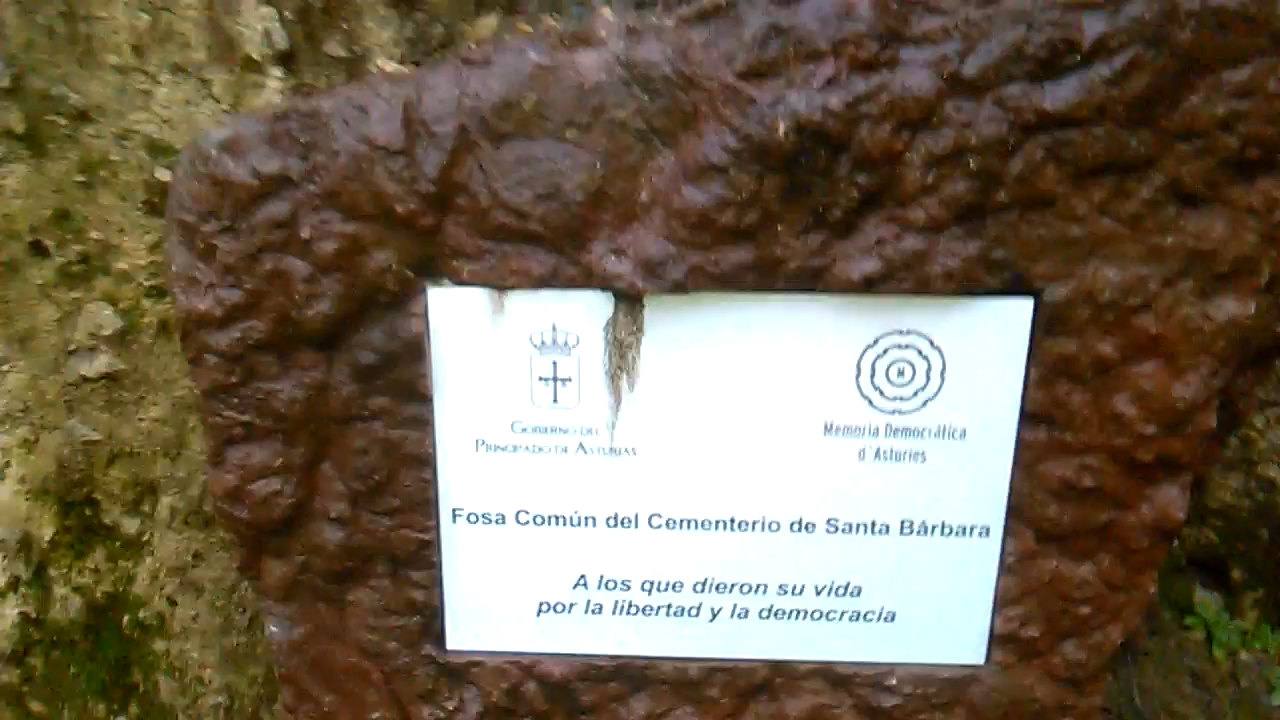 GOBIERNO DEL
PRINCIPADO DE ASTURIAS
M
Memoria Democrática
d'Asturies
Fosa Común del Cementerio de Santa Bárbara
A los que dieron su vida
por la libertad y la democracia